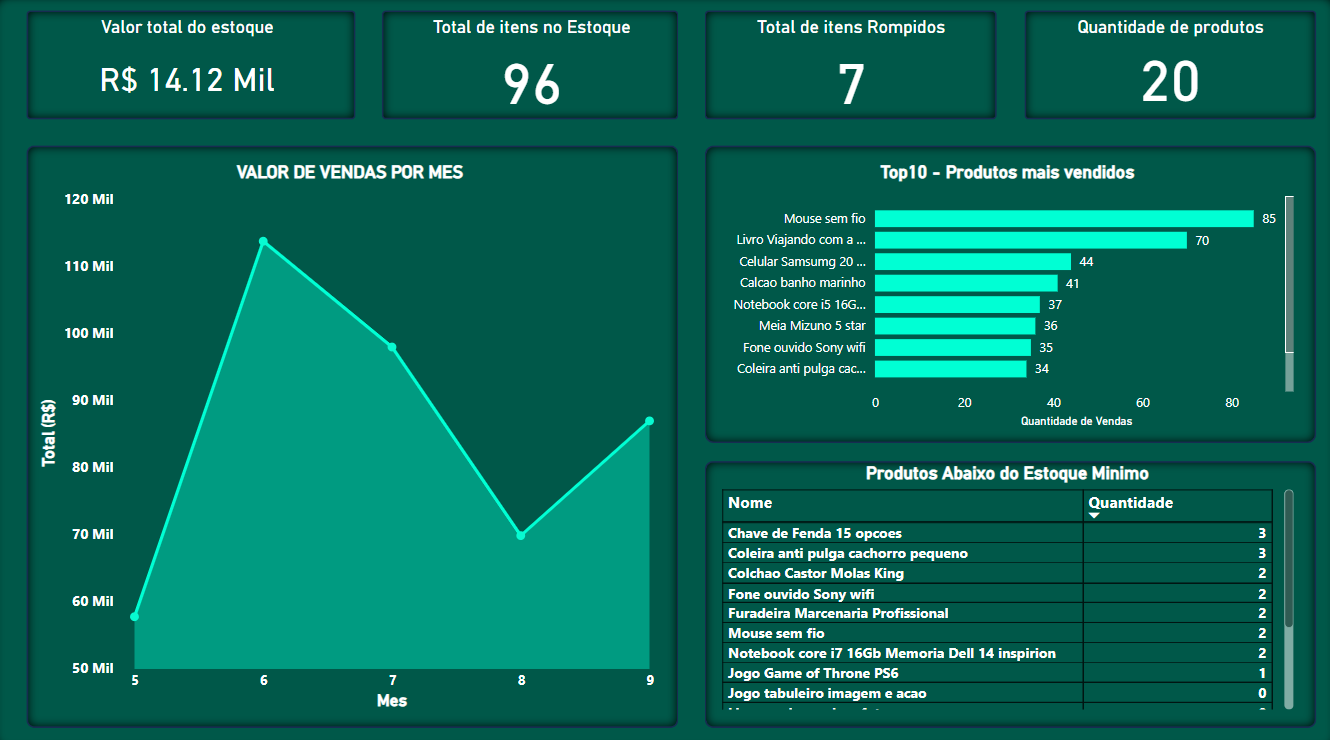 Valor total do estoque
R$ 14.12 Mil
Total de itens no Estoque
96
Total de itens Rompidos
7
Quantidade de produtos
20
VALOR DE VENDAS POR MES
120 Mil
110 Mil
100 Mil
90 Mil
80 Mil
70 Mil
60 Mil
50 Mil
Total (R$)
5 6 7 8 9
Mes
Top10 - Produtos mais vendidos
Mouse sem fio 85
Livro Viajando com a ... 70
Celular Samsumg 20 ... 44
Calcao banho marinho 41
Notebook core i5 16G... 37
Meia Mizuno 5 star 36
Fone ouvido Sony wifi 35
Coleira anti pulga cac... 34
0 20 40 60 80
Quantidade de Vendas
Produtos Abaixo do Estoque Minimo
Nome Quantidade
Chave de Fenda 15 opcoes 3
Coleira anti pulga cachorro pequeno 3
Colchao Castor Molas King 2
Fone ouvido Sony wifi 2
Furadeira Marcenaria Profissional 2
Mouse sem fio 2
Notebook core i7 16Gb Memoria Dell 14 inspirion 2
Jogo Game of Throne PS6 1
Jogo tabuleiro imagem e acao 0